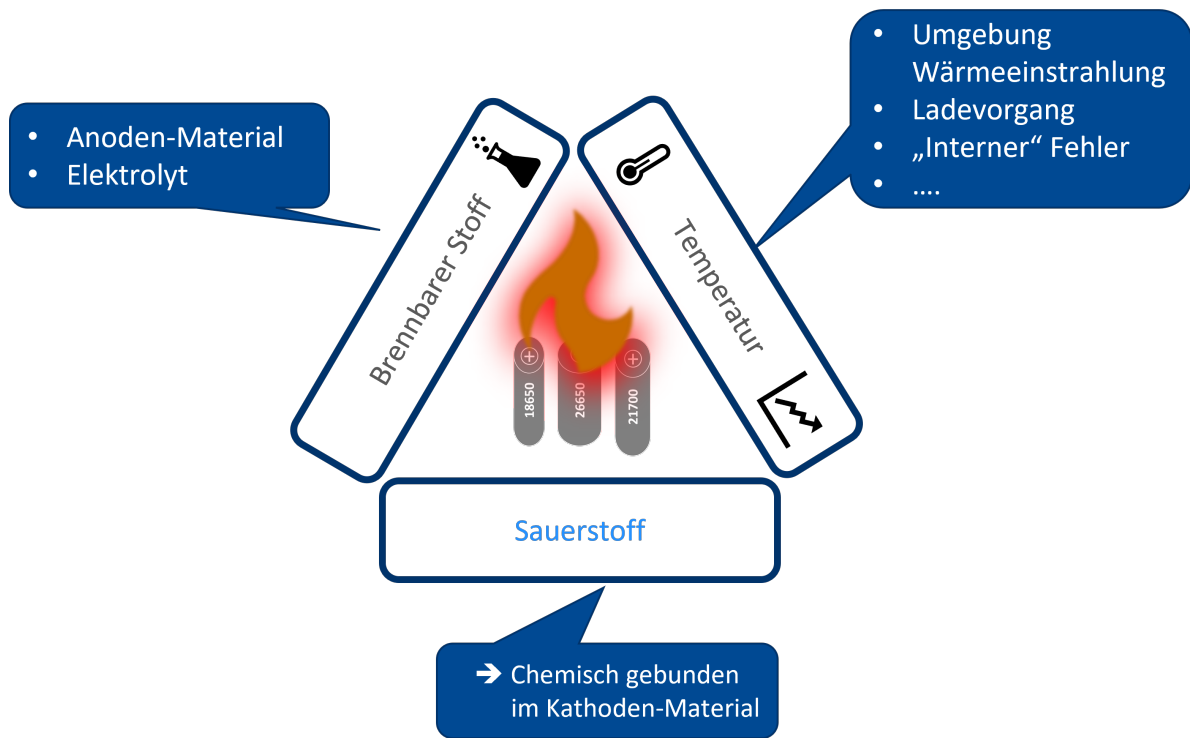 • Anoden-Material
• Elektrolyt
• Umgebung
Wärmeeinstrahlung
• Ladevorgang
• „Interner“ Fehler
• ....
Brennbarer Stoff
Temperatur
18650
26650
21700
Sauerstoff
➔ Chemisch gebunden
im Kathoden-Material